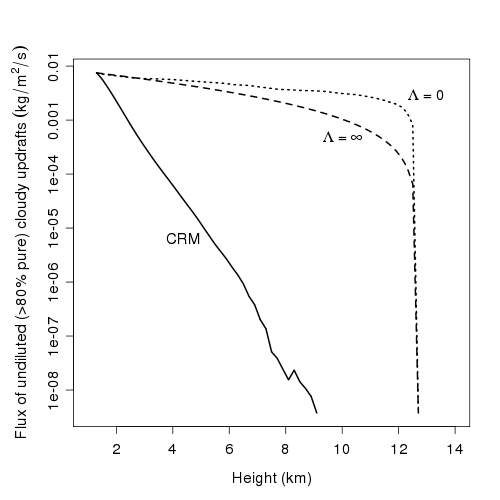 Flux of undiluted (>80% pure) cloudy updrafts (kg/m²/s)
0.01
0.001
1e-04
1e-05
1e-06
1e-07
1e-08
Λ = 0
Λ = ∞
CRM
2 4 6 8 10 12 14
Height (km)